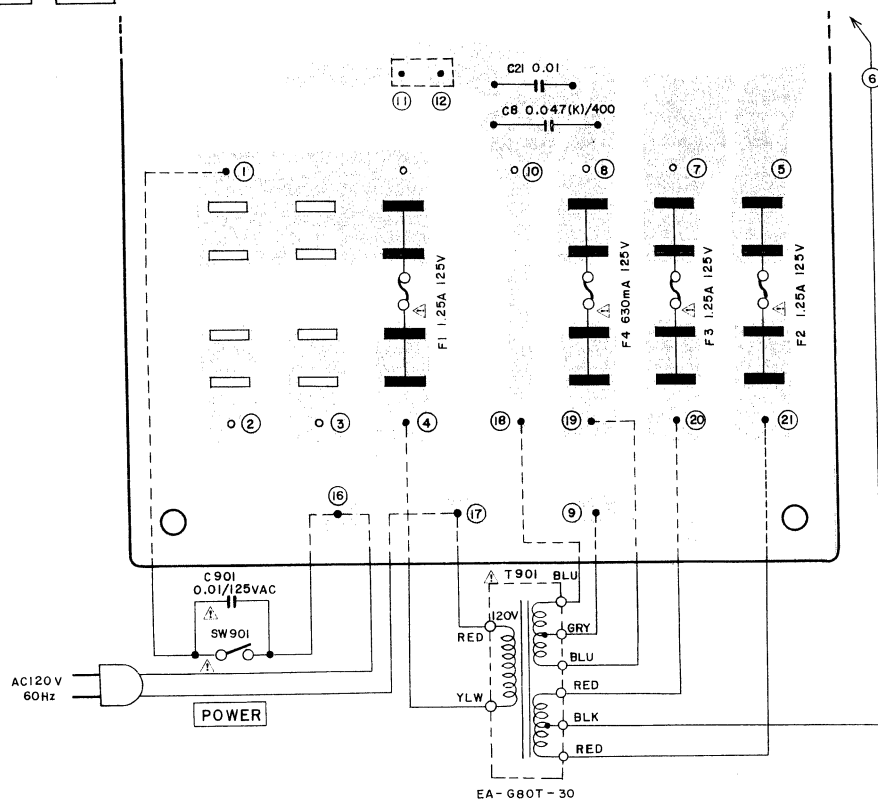 ⑪ ⑫
C21 0.01
C8 0.047(K)/400
⑥
① ⑩ ⑧ ⑦ ⑤
F1 1.25A 125V
F4 630mA 125V
F3 1.25A 125V
F2 1.25A 125V
② ③ ④ ⑱ ⑲ ⑳ ㉑
⑯ ⑰ ⑨
C901
0.01/125VAC
SW901
AC120V
60Hz
POWER
T901
120V
RED
YLW
BLU
GRY
BLU
RED
BLK
RED
EA-G80T-30